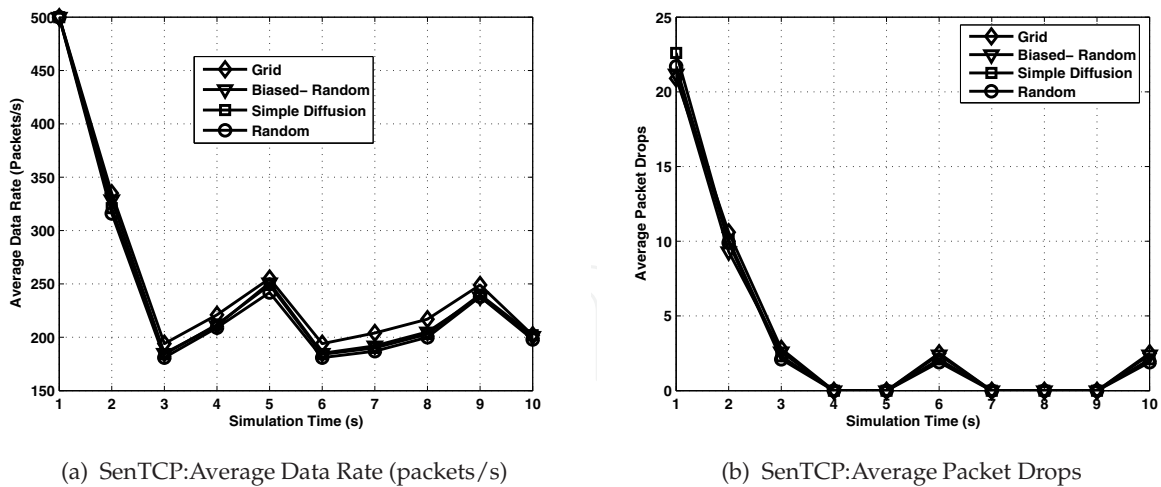 500
450
400
350
300
250
200
150
1 2 3 4 5 6 7 8 9 10
Average Data Rate (Packets/s)
Simulation Time (s)
Grid
Biased− Random
Simple Diffusion
Random
(a) SenTCP:Average Data Rate (packets/s)
25
20
15
10
5
0
1 2 3 4 5 6 7 8 9 10
Average Packet Drops
Simulation Time (s)
Grid
Biased− Random
Simple Diffusion
Random
(b) SenTCP:Average Packet Drops